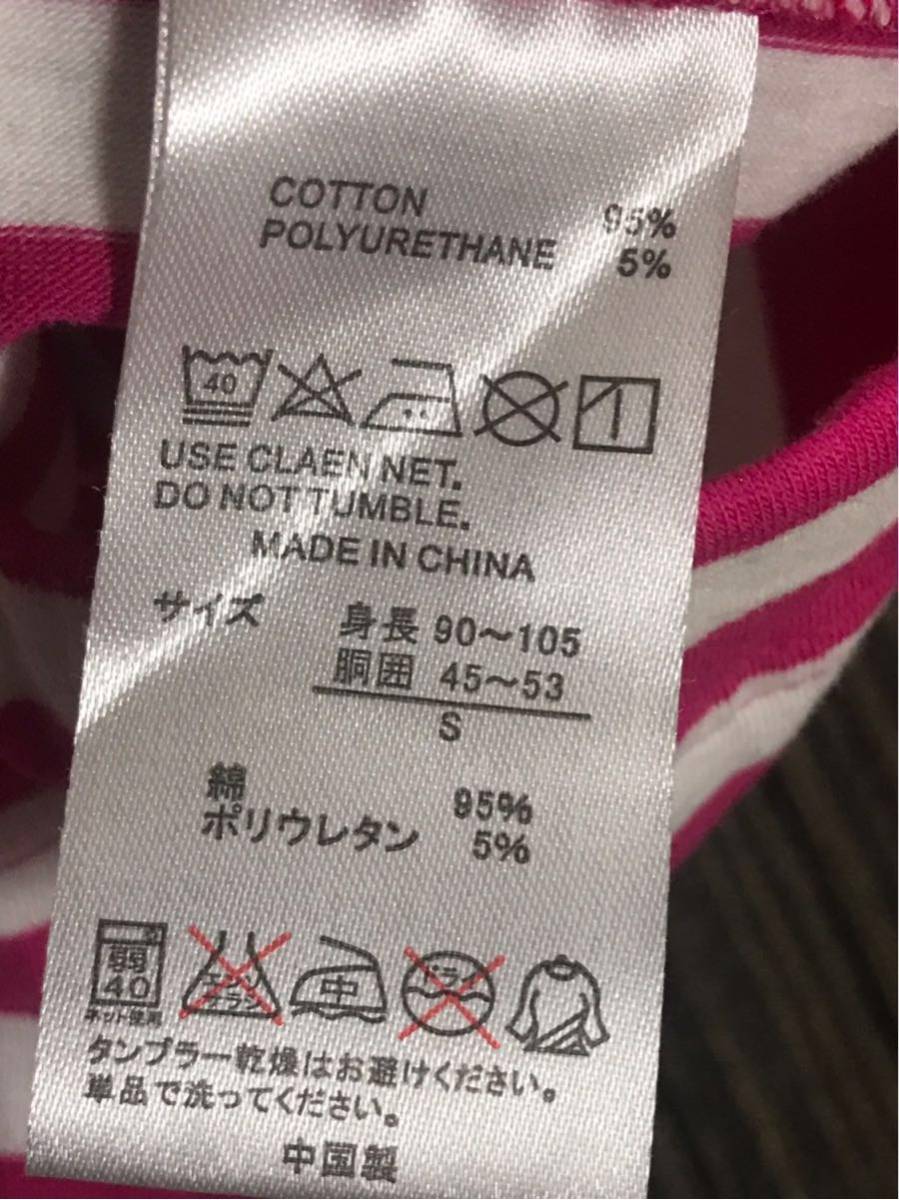 COTTON 95%
POLYURETHANE 5%
40
USE CLAEN NET.
DO NOT TUMBLE.
MADE IN CHINA
サイズ 身長 90〜105
胴囲 45〜53
S
綿 95%
ポリウレタン 5%
弱
40
中
ネット使用
タンブラー乾燥はお避けください。
単品で洗ってください。
中国製